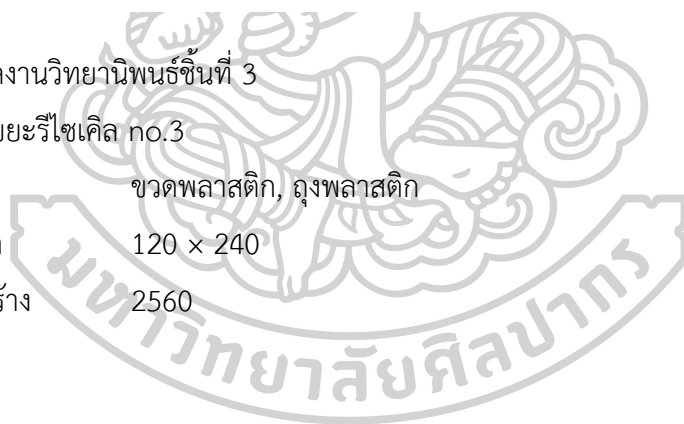 งานวิทยานิพนธ์ชิ้นที่ 3
ยะรีไซเคิล no.3
ขวดพลาสติก, ถุงพลาสติก
120 × 240
ร้าง 2560
มหาวิทยาลัยศิลปากร